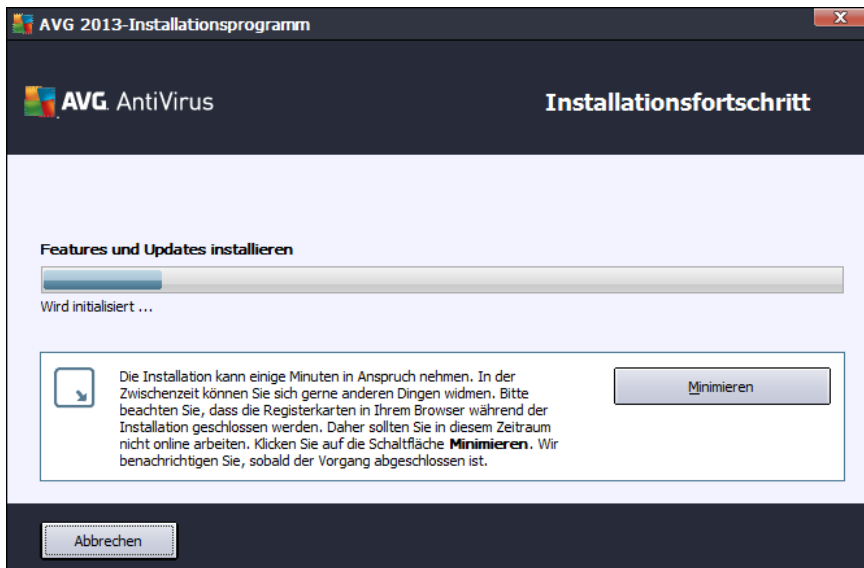 AVG 2013-Installationsprogramm
AVG AntiVirus
Installationsfortschritt
Features und Updates installieren
Wird initialisiert ...
Die Installation kann einige Minuten in Anspruch nehmen. In der
Zwischenzeit können Sie sich gerne anderen Dingen widmen. Bitte
beachten Sie, dass die Registerkarten in Ihrem Browser während der
Installation geschlossen werden. Daher sollten Sie in diesem Zeitraum
nicht online arbeiten. Klicken Sie auf die Schaltfläche Minimieren. Wir
benachrichtigen Sie, sobald der Vorgang abgeschlossen ist.
Minimieren
Abbrechen